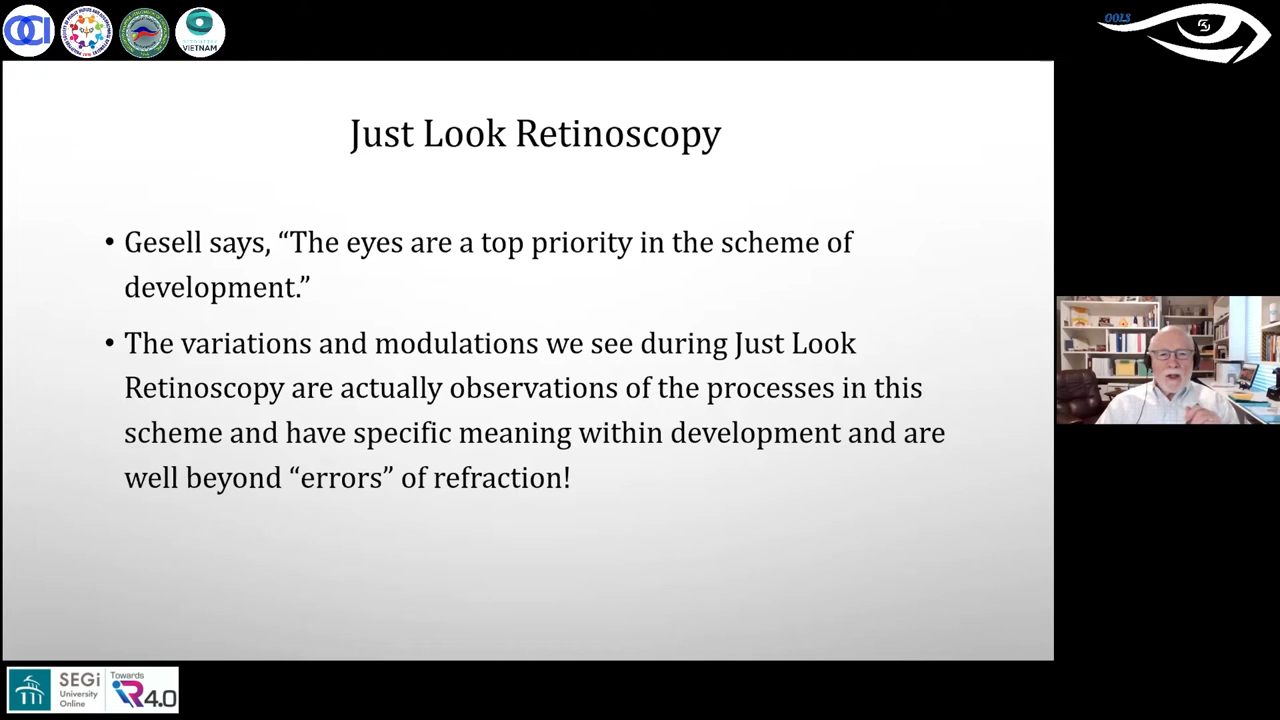 OCI
VIETNAM
OOLS
Just Look Retinoscopy
• Gesell says, “The eyes are a top priority in the scheme of
development.”
• The variations and modulations we see during Just Look
Retinoscopy are actually observations of the processes in this
scheme and have specific meaning within development and are
well beyond “errors” of refraction!
SEGi
University
Online
Towards
iR4.0